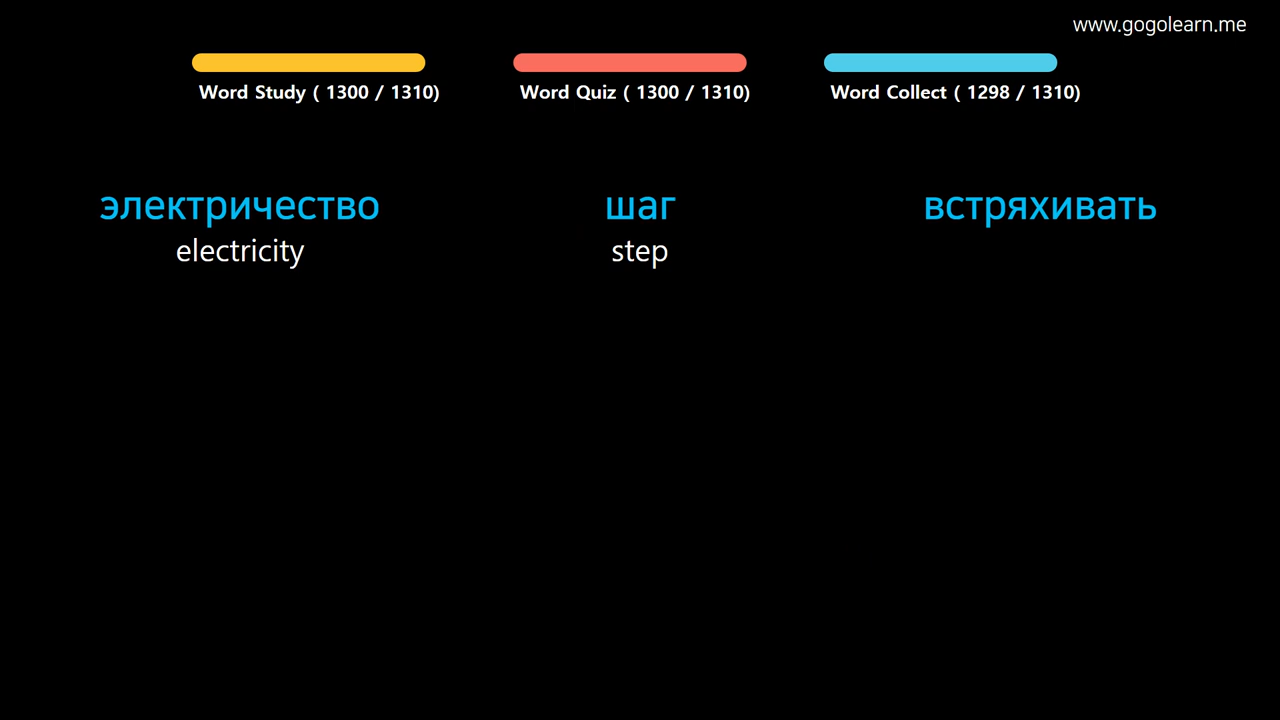 www.gogolearn.me
Word Study ( 1300 / 1310)
Word Quiz ( 1300 / 1310)
Word Collect ( 1298 / 1310)
электричество
шаг
встряхивать
electricity
step